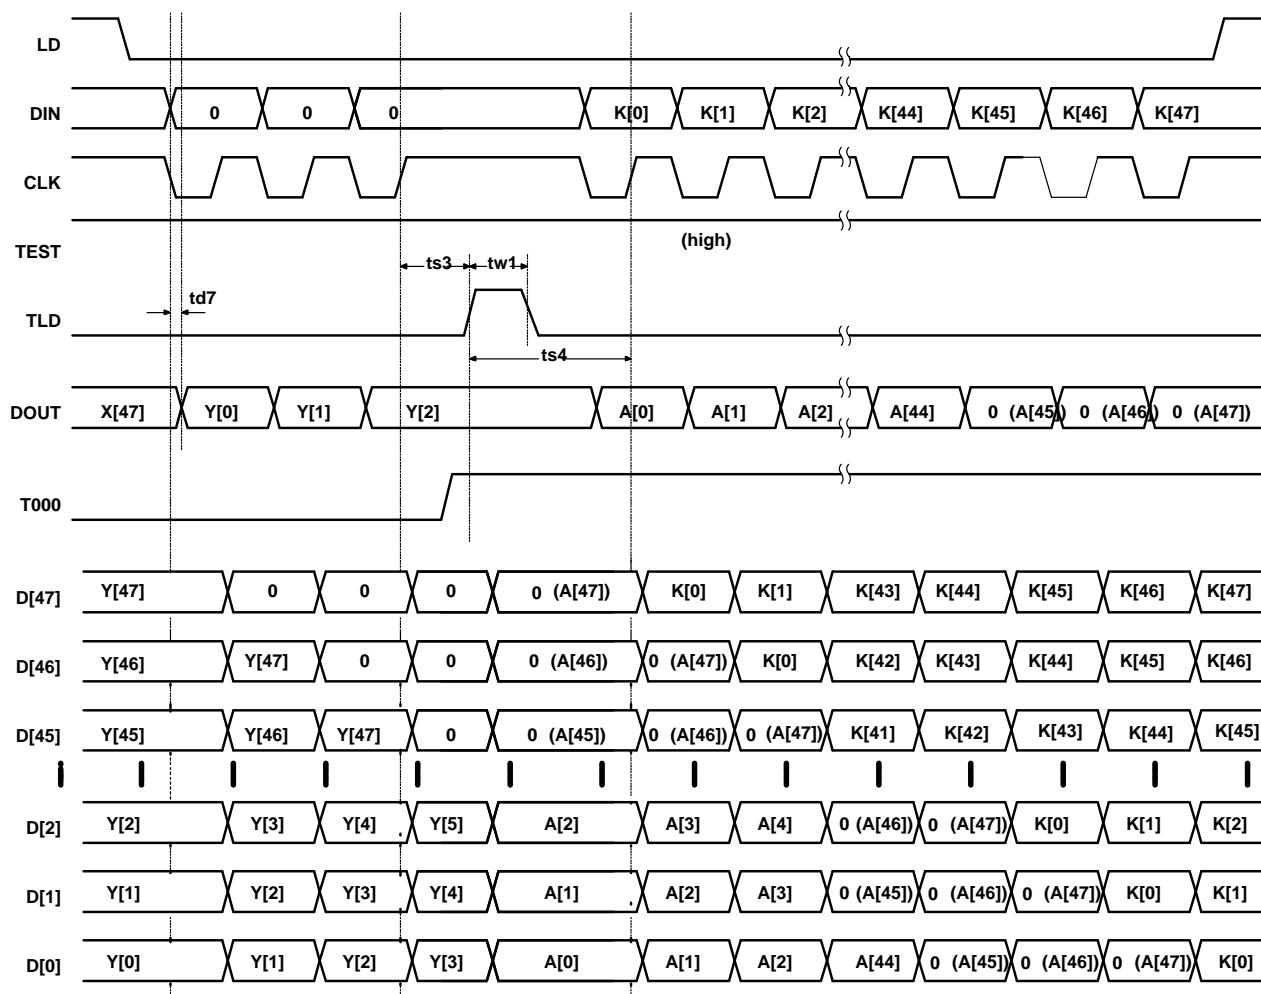 LD
DIN 0 0 0 K[0] K[1] K[2] K[44] K[45] K[46] K[47]
CLK
TEST (high)
ts3 tw1
td7
TLD
ts4
DOUT X[47] Y[0] Y[1] Y[2] A[0] A[1] A[2] A[44] 0 (A[45]) 0 (A[46]) 0 (A[47])
T000
D[47] Y[47] 0 0 0 0 (A[47]) K[0] K[1] K[43] K[44] K[45] K[46] K[47]
D[46] Y[46] Y[47] 0 0 0 (A[46]) 0 (A[47]) K[0] K[42] K[43] K[44] K[45] K[46]
D[45] Y[45] Y[46] Y[47] 0 0 (A[45]) 0 (A[46]) 0 (A[47]) K[41] K[42] K[43] K[44] K[45]
D[2] Y[2] Y[3] Y[4] Y[5] A[2] A[3] A[4] 0 (A[46]) 0 (A[47]) K[0] K[1] K[2]
D[1] Y[1] Y[2] Y[3] Y[4] A[1] A[2] A[3] 0 (A[45]) 0 (A[46]) 0 (A[47]) K[0] K[1]
D[0] Y[0] Y[1] Y[2] Y[3] A[0] A[1] A[2] A[44] 0 (A[45]) 0 (A[46]) 0 (A[47]) K[0]